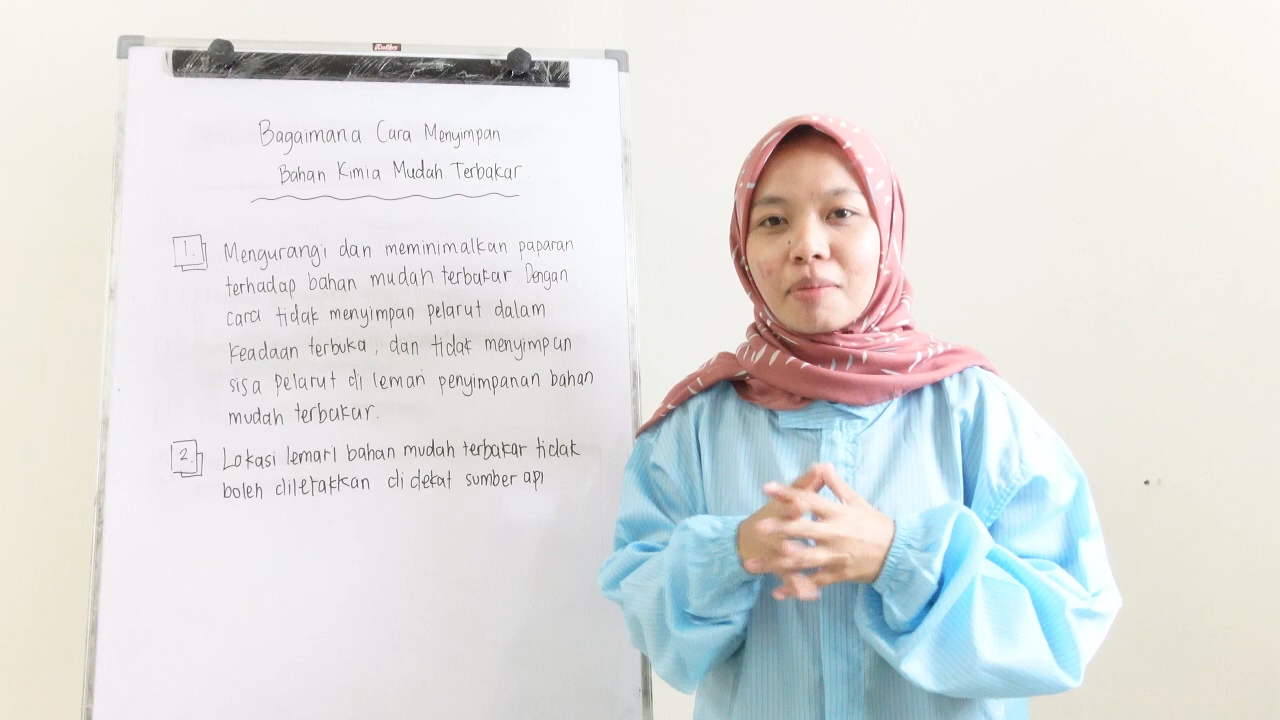 Bagaimana Cara Menyimpan
Bahan Kimia Mudah Terbakar.
1. Mengurangi dan meminimalkan paparan
terhadap bahan mudah terbakar Dengan
cara tidak menyimpan pelarut dalam
keadaan terbuka, dan tidak menyimpan
sisa pelarut di lemari penyimpanan bahan
mudah terbakar.
2. Lokasi lemari bahan mudah terbakar tidak
boleh diletakkan di dekat sumber api